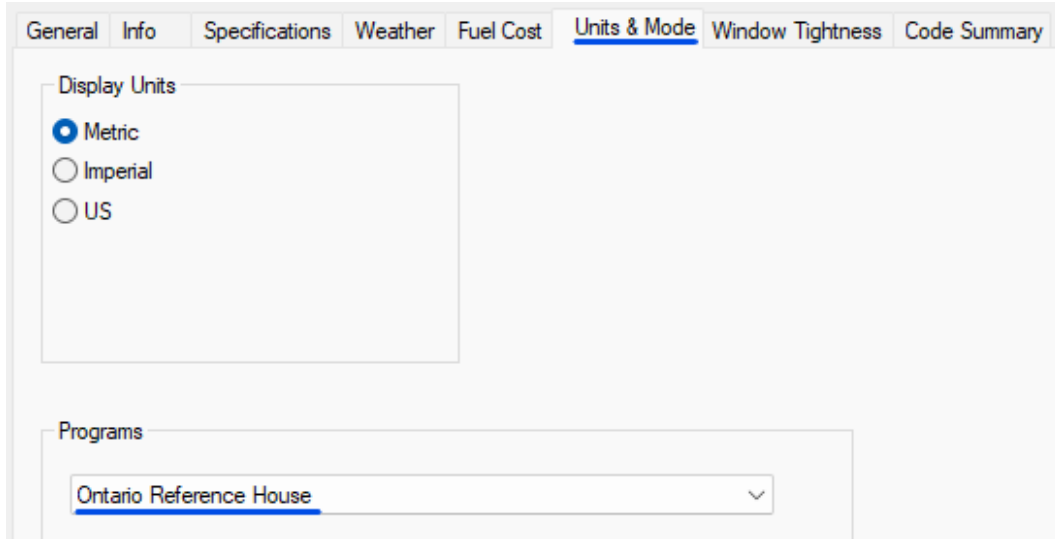 General Info Specifications Weather Fuel Cost Units & Mode Window Tightness Code Summary
Display Units
Metric
Imperial
US
Programs
Ontario Reference House